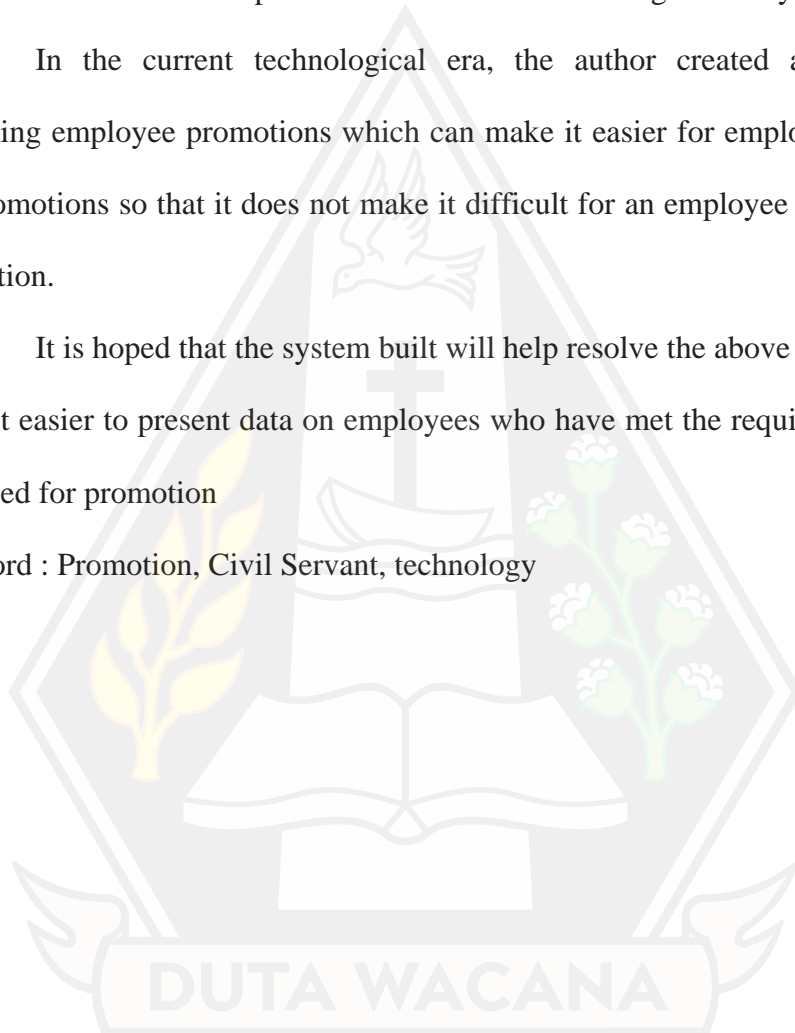 In the current technological era, the author created a
ing employee promotions which can make it easier for emplo
omotions so that it does not make it difficult for an employee
tion.
It is hoped that the system built will help resolve the above
t easier to present data on employees who have met the requi
ed for promotion
ord : Promotion, Civil Servant, technology
DUTA WACANA